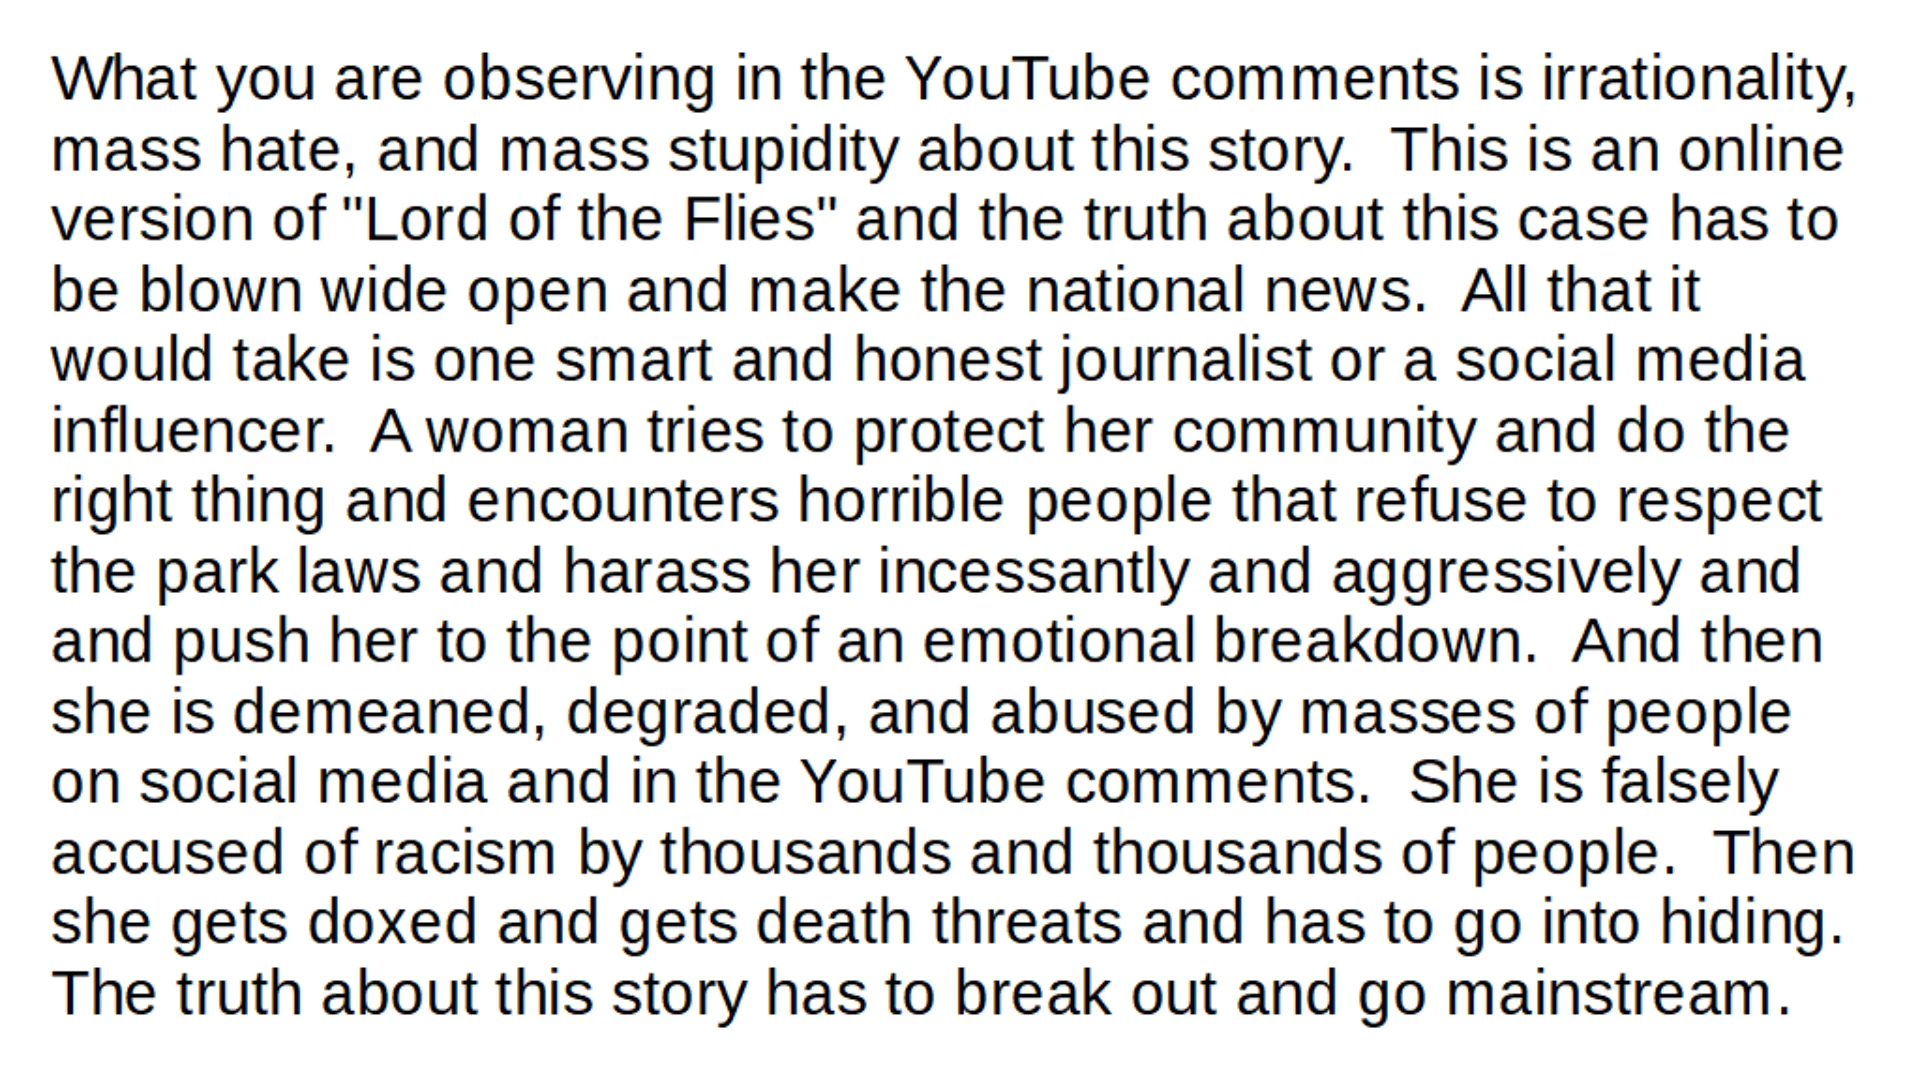 What you are observing in the YouTube comments is irrationality,
mass hate, and mass stupidity about this story.  This is an online
version of "Lord of the Flies" and the truth about this case has to
be blown wide open and make the national news.  All that it
would take is one smart and honest journalist or a social media
influencer.  A woman tries to protect her community and do the
right thing and encounters horrible people that refuse to respect
the park laws and harass her incessantly and aggressively and
and push her to the point of an emotional breakdown.  And then
she is demeaned, degraded, and abused by masses of people
on social media and in the YouTube comments.  She is falsely
accused of racism by thousands and thousands of people.  Then
she gets doxed and gets death threats and has to go into hiding.
The truth about this story has to break out and go mainstream.